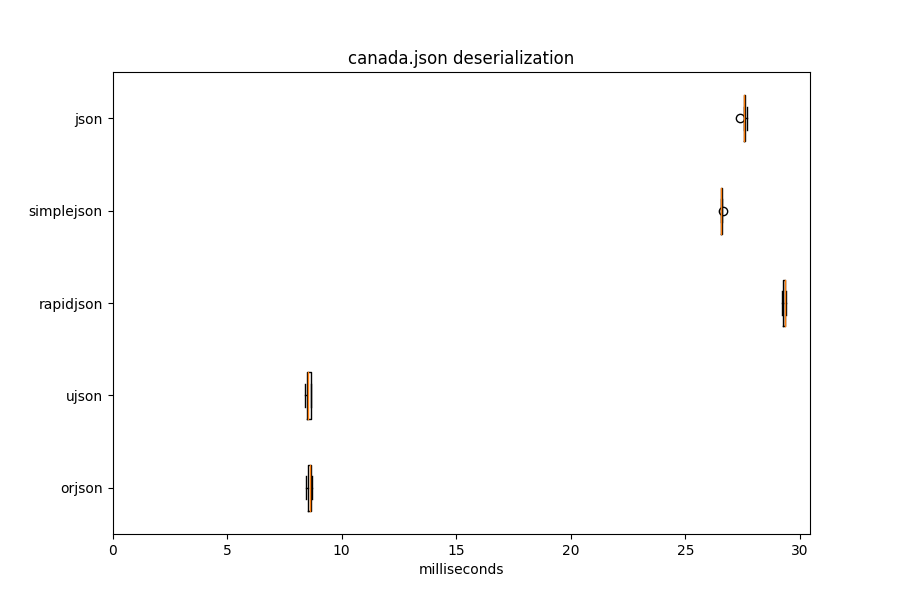 canada.json deserialization
json
simplejson
rapidjson
ujson
orjson
0 5 10 15 20 25 30
milliseconds